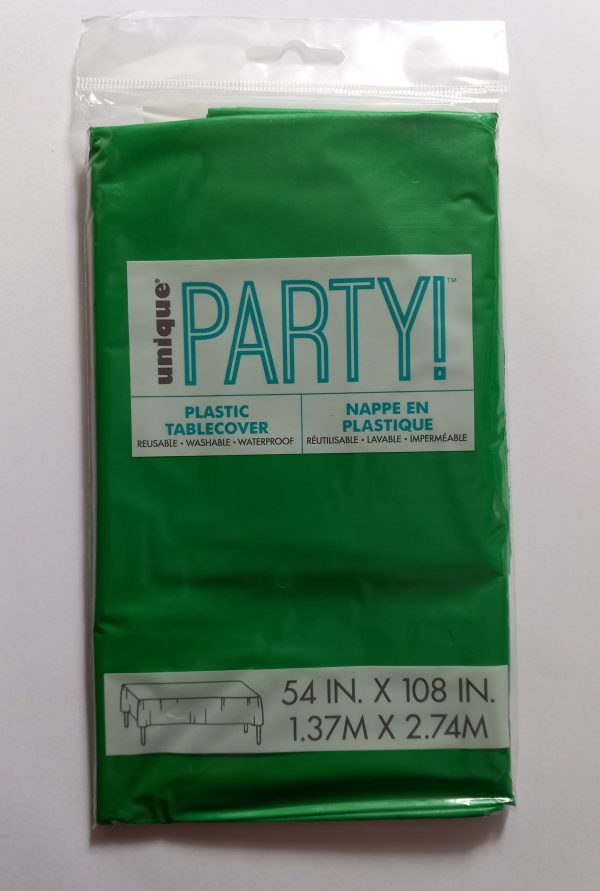 unique®
PARTY!™
PLASTIC
TABLECOVER
REUSABLE • WASHABLE • WATERPROOF
NAPPE EN
PLASTIQUE
RÉUTILISABLE • LAVABLE • IMPERMÉABLE
54 IN. X 108 IN.
1.37M X 2.74M